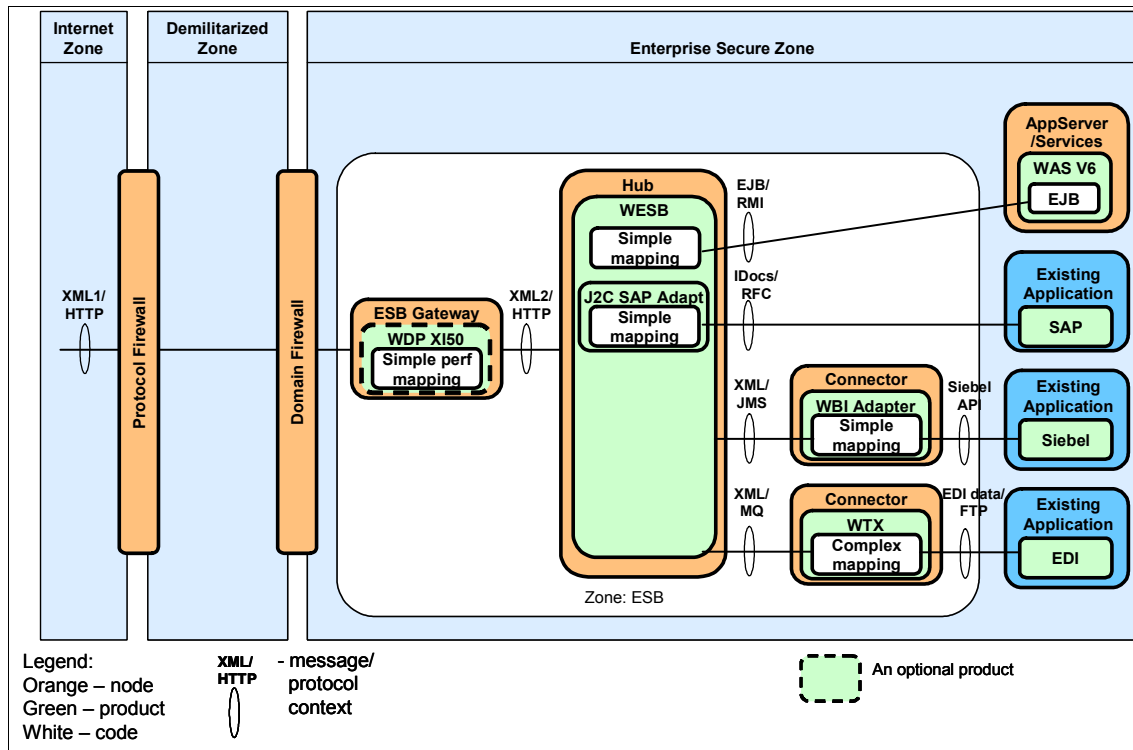 Internet
Zone
Demilitarized
Zone
Enterprise Secure Zone
XML1/
HTTP
Protocol Firewall
Domain Firewall
ESB Gateway
WDP XI50
Simple perf
mapping
XML2/
HTTP
Hub
WESB
Simple
mapping
J2C SAP Adapt
Simple
mapping
EJB/
RMI
IDocs/
RFC
XML/
JMS
XML/
MQ
Connector
WBI Adapter
Simple
mapping
Connector
WTX
Complex
mapping
Siebel
API
EDI data/
FTP
AppServer
/Services
WAS V6
EJB
Existing
Application
SAP
Existing
Application
Siebel
Existing
Application
EDI
Zone: ESB
Legend:
Orange – node
Green – product
White – code
XML/
HTTP
- message/
protocol
context
An optional product